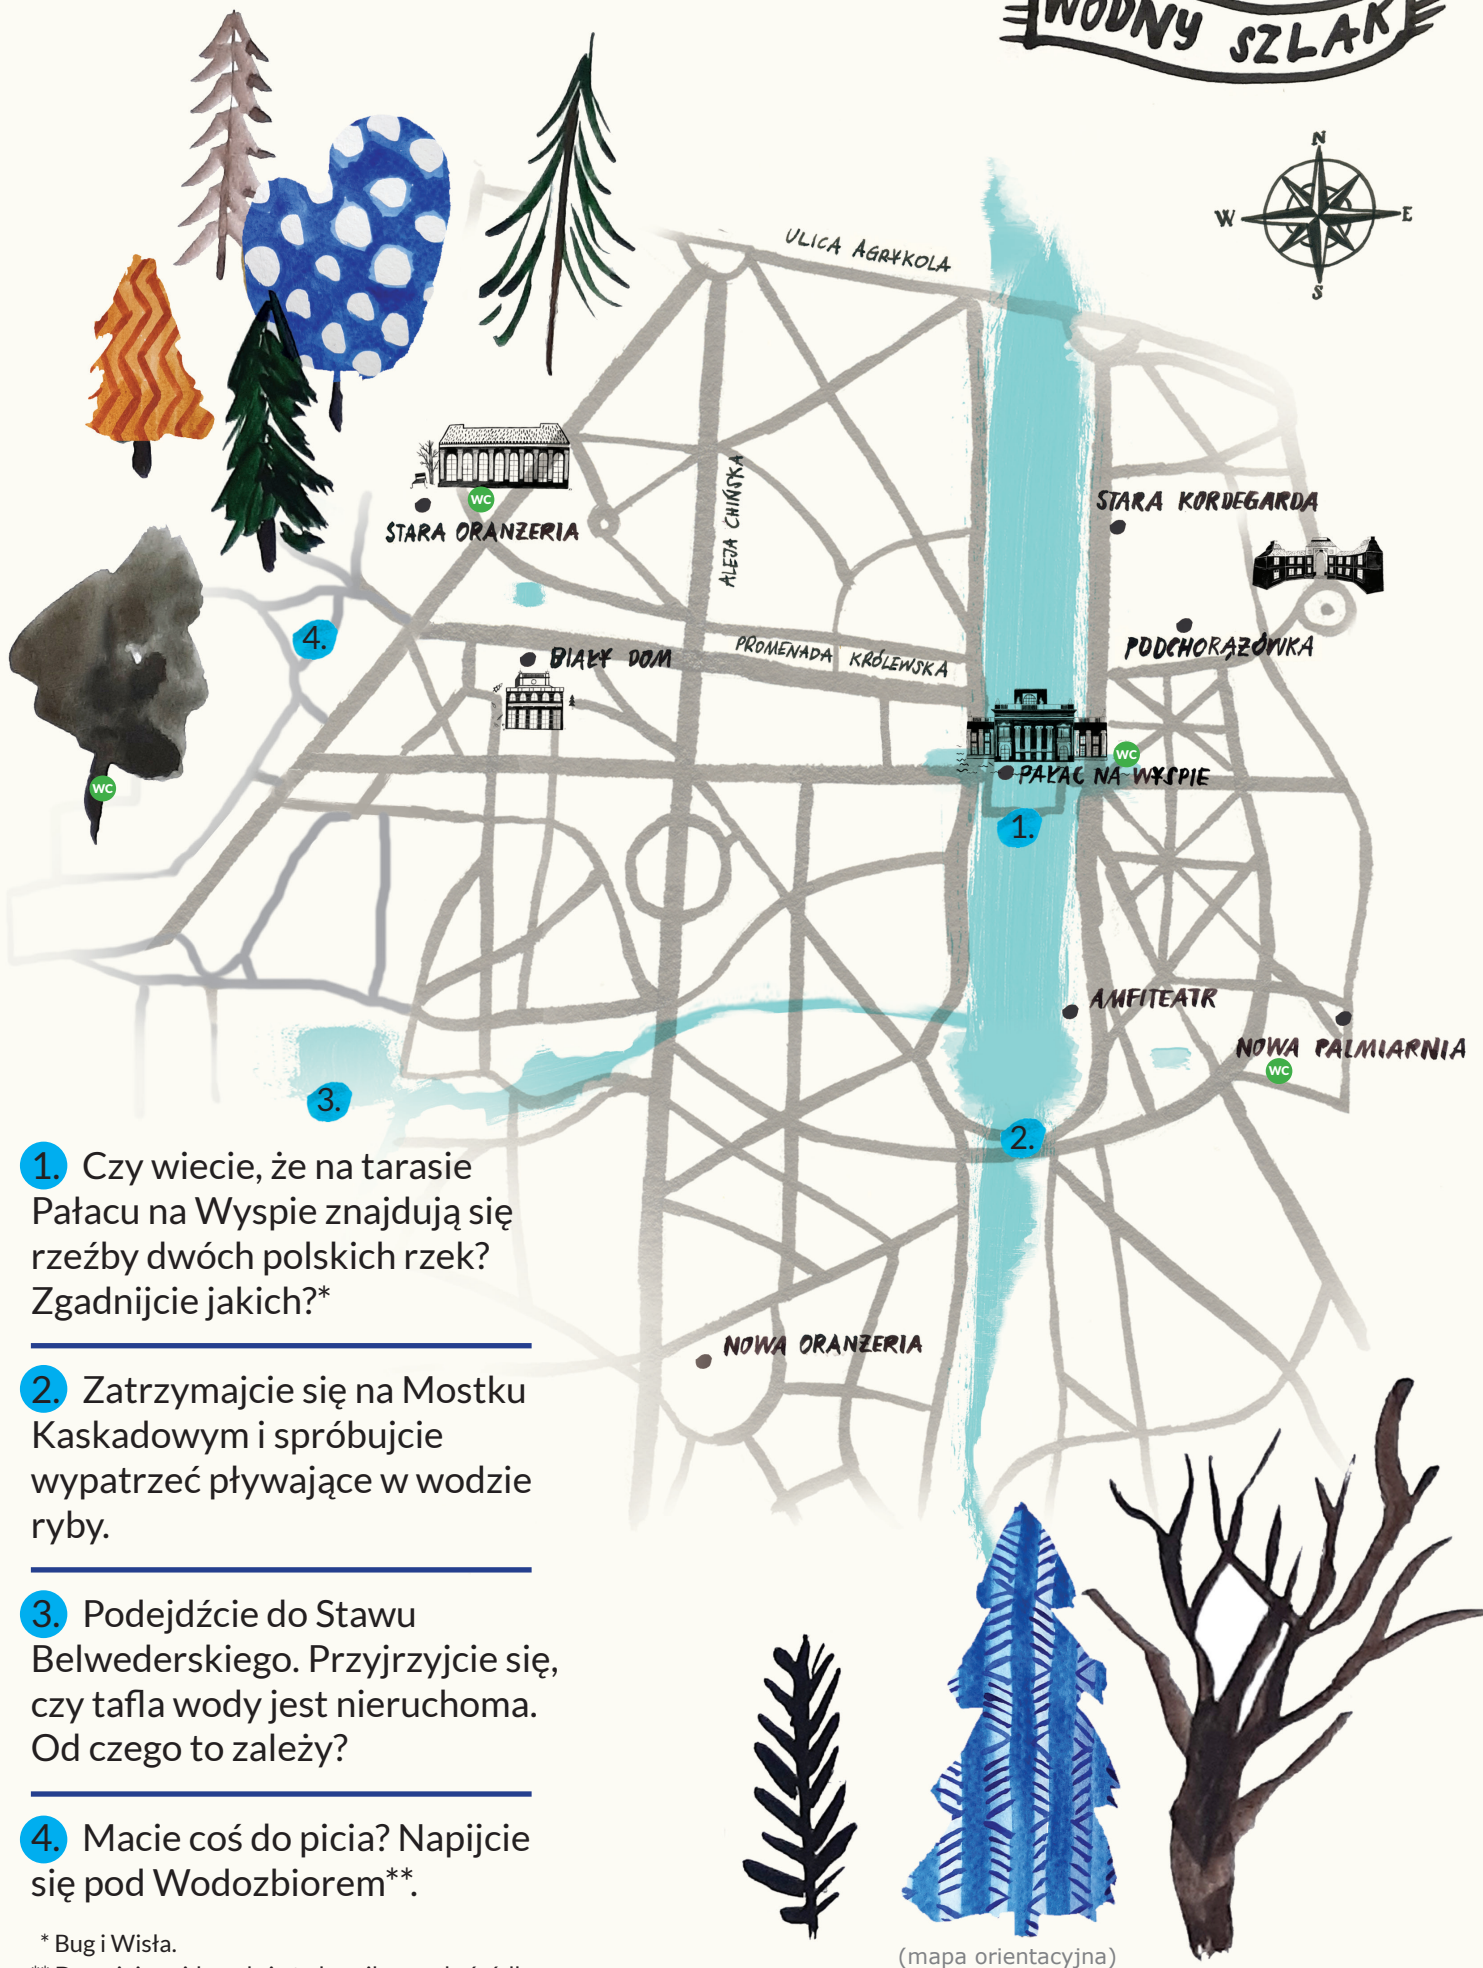 WODNY SZLAK
N
W
E
S
ULICA AGRYKOLA
ALEJA CHIŃSKA
STARA KORDEGARDA
WC
STARA ORANŻERIA
4.
BIAŁY DOM
PROMENADA KRÓLEWSKA
PODCHORĄŻÓWKA
WC
PAŁAC NA WYSPIE
WC
1.
AMFITEATR
NOWA PALMIARNIA
WC
3.
2.
NOWA ORANŻERIA
1. Czy wiecie, że na tarasie
Pałacu na Wyspie znajdują się
rzeźby dwóch polskich rzek?
Zgadnijcie jakich?*
2. Zatrzymajcie się na Mostku
Kaskadowym i spróbujcie
wypatrzeć pływające w wodzie
ryby.
3. Podejdźcie do Stawu
Belwederskiego. Przyjrzyjcie się,
czy tafla wody jest nieruchoma.
Od czego to zależy?
4. Macie coś do picia? Napijcie
się pod Wodozbiorem**.
* Bug i Wisła.
(mapa orientacyjna)